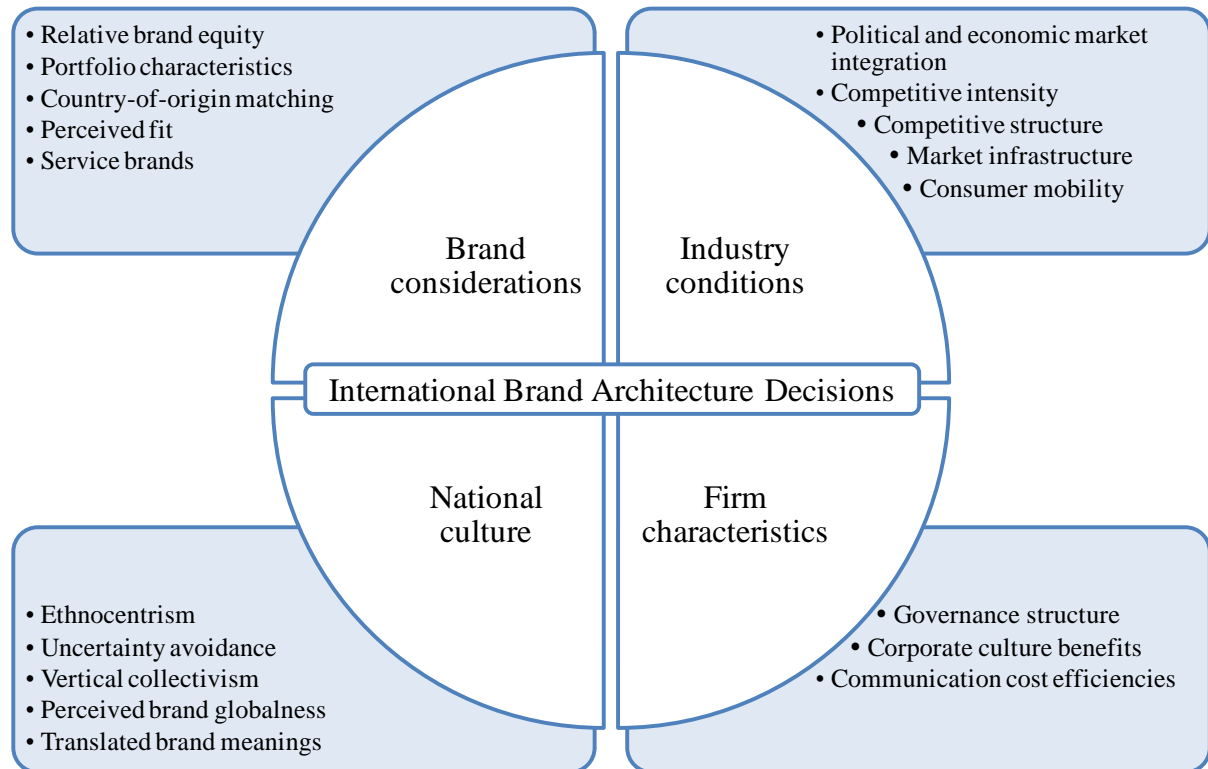 • Relative brand equity
• Portfolio characteristics
• Country-of-origin matching
• Perceived fit
• Service brands
• Political and economic market
integration
• Competitive intensity
• Competitive structure
• Market infrastructure
• Consumer mobility
Brand
considerations
Industry
conditions
International Brand Architecture Decisions
National
culture
Firm
characteristics
• Ethnocentrism
• Uncertainty avoidance
• Vertical collectivism
• Perceived brand globalness
• Translated brand meanings
• Governance structure
• Corporate culture benefits
• Communication cost efficiencies